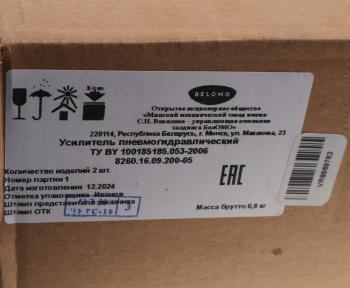 BELOMO
Открытое акционерное общество
«Минский механический завод имени
С.И. Вавилова – управляющая компания
холдинга БелОМО»
220114, Республика Беларусь, г. Минск, ул. Макаенка, 23
Усилитель пневмогидравлический
ТУ BY 100185185.053-2006
8260.16.09.200-05
Количество изделий 2 шт.
Номер партии 1
Дата изготовления 12.2024
Отметка упаковщика Иванов
Штамп представителя заказчика
Штамп ОТК
Масса брутто 6,8 кг
EAC